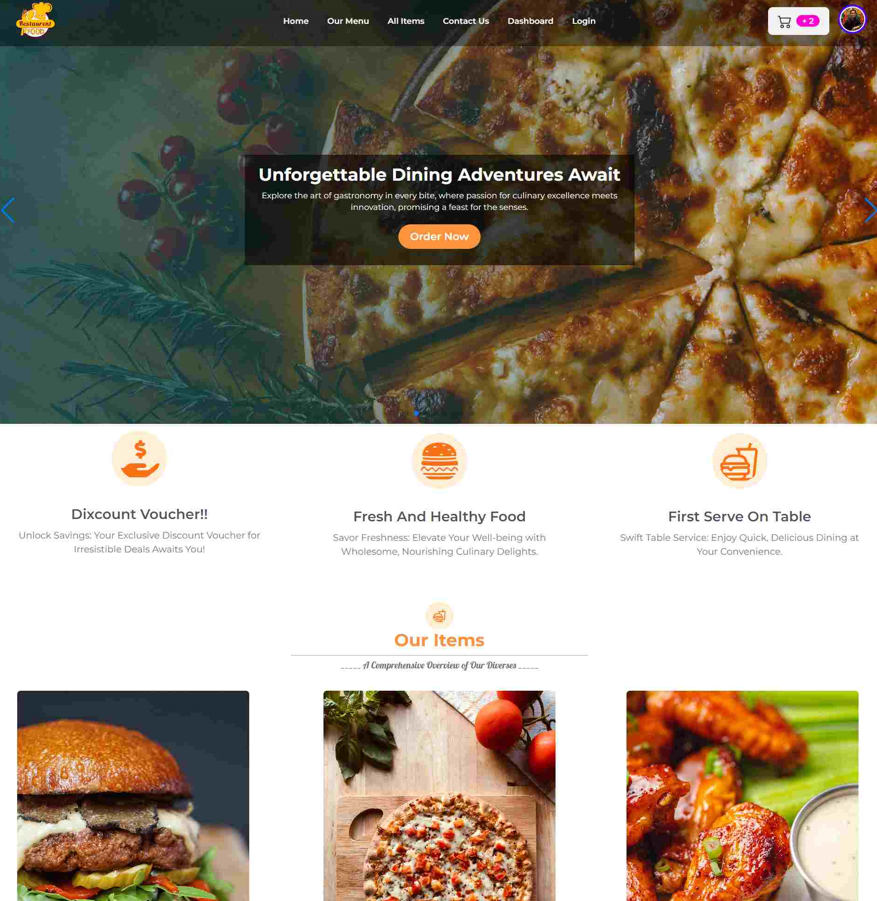 Restaurent
FOOD
Home Our Menu All Items Contact Us Dashboard Login
+ 2
Unforgettable Dining Adventures Await
Explore the art of gastronomy in every bite, where passion for culinary excellence meets
innovation, promising a feast for the senses.
Order Now
Dixcount Voucher!!
Unlock Savings: Your Exclusive Discount Voucher for
Irresistible Deals Awaits You!
Fresh And Healthy Food
Savor Freshness: Elevate Your Well-being with
Wholesome, Nourishing Culinary Delights.
First Serve On Table
Swift Table Service: Enjoy Quick, Delicious Dining at
Your Convenience.
Our Items
_____ A Comprehensive Overview of Our Diverses _____